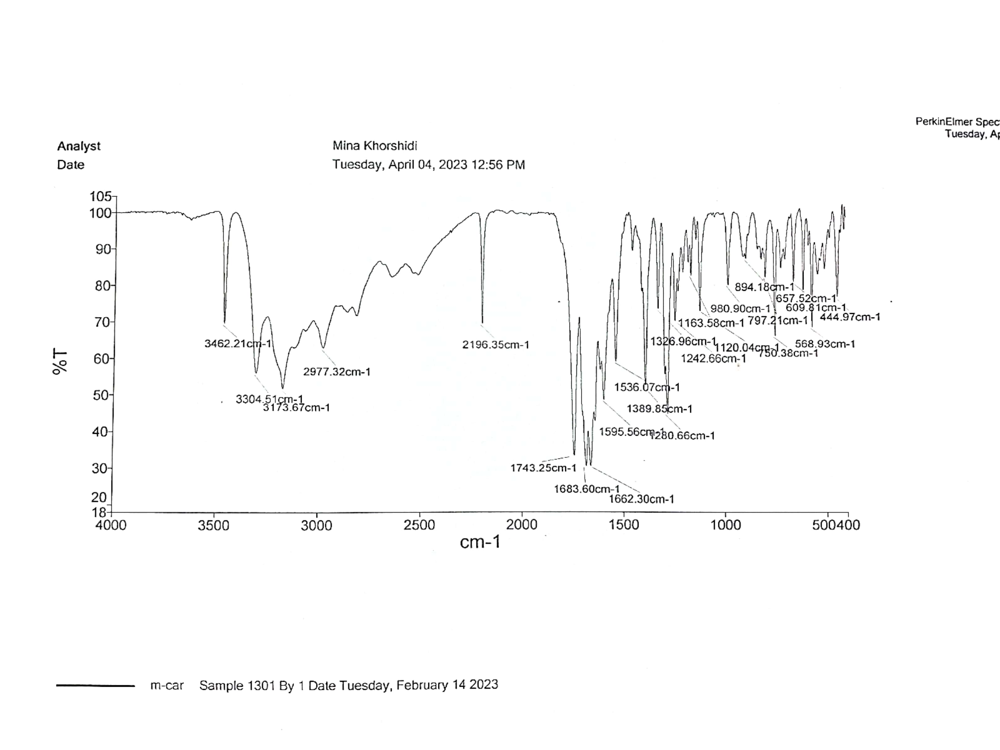 PerkinElmer Spec
Tuesday, Ap
Analyst Mina Khorshidi
Date Tuesday, April 04, 2023 12:56 PM
105
100
90
80
70
60
50
40
30
20
18
%T
4000 3500 3000 2500 2000 1500 1000 500 400
cm-1
3462.21cm-1
3304.51cm-1
3173.67cm-1
2977.32cm-1
2196.35cm-1
1743.25cm-1
1683.60cm-1
1662.30cm-1
1595.56cm-1
1536.07cm-1
1389.85cm-1
1326.96cm-1
1280.66cm-1
1242.66cm-1
1163.58cm-1
1120.04cm-1
980.90cm-1
894.18cm-1
797.21cm-1
750.38cm-1
657.52cm-1
609.81cm-1
568.93cm-1
444.97cm-1
m-car Sample 1301 By 1 Date Tuesday, February 14 2023